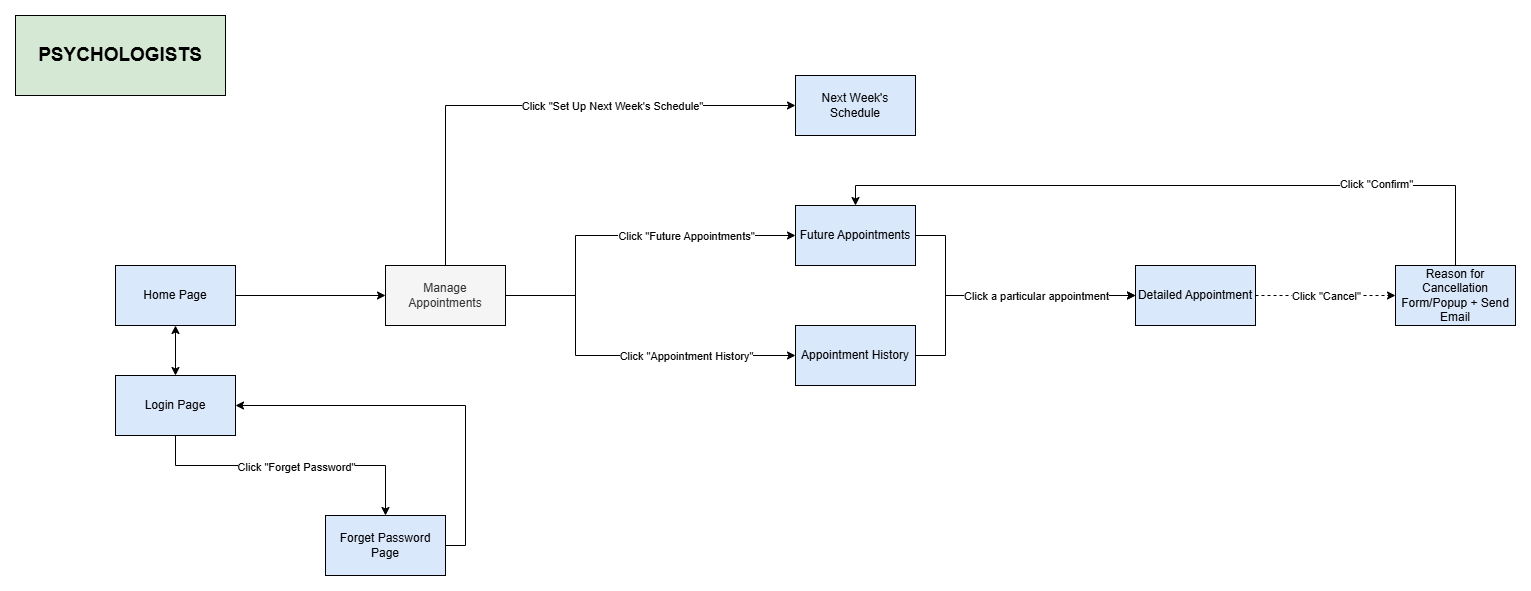 PSYCHOLOGISTS
Click "Set Up Next Week's Schedule"
Next Week's
Schedule
Click "Confirm"
Click "Future Appointments"
Future Appointments
Home Page
Manage
Appointments
Click a particular appointment
Detailed Appointment
Click "Cancel"
Reason for
Cancellation
Form/Popup + Send
Email
Click "Appointment History"
Appointment History
Login Page
Click "Forget Password"
Forget Password
Page